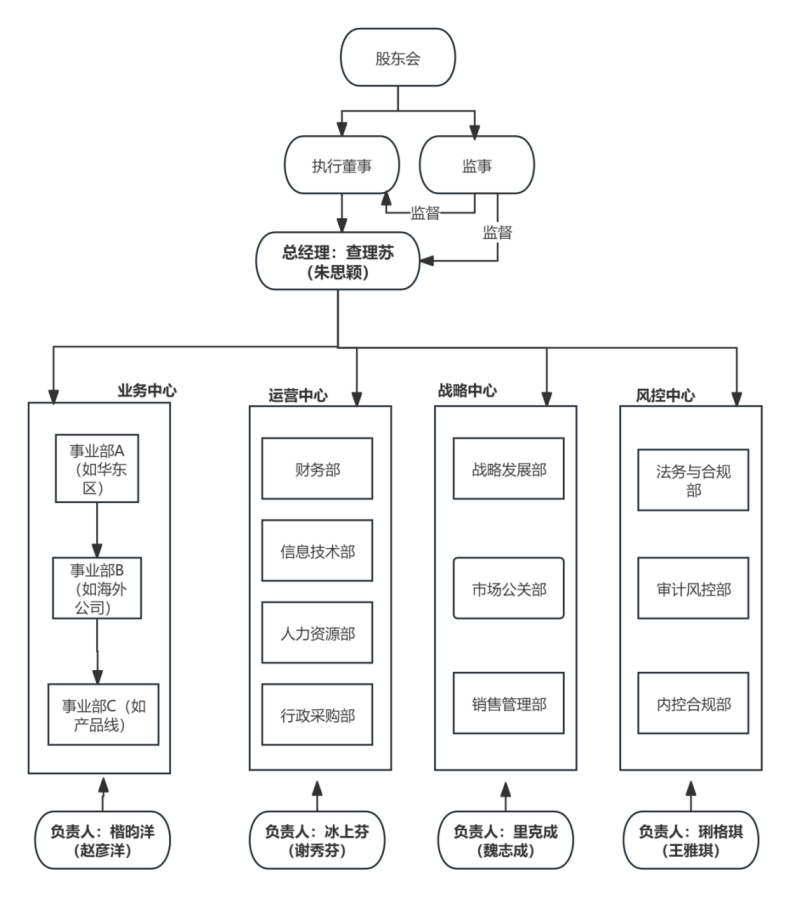 股东会
执行董事
监事
监督
监督
总经理：查理苏
（朱思颖）
业务中心
运营中心
战略中心
风控中心
事业部A
（如华东
区）
事业部B
（如海外
公司）
事业部C（如
产品线）
财务部
信息技术部
人力资源部
行政采购部
战略发展部
市场公关部
销售管理部
法务与合规
部
审计风控部
内控合规部
负责人：楷昀洋
（赵彦洋）
负责人：冰上芬
（谢秀芬）
负责人：里克成
（魏志成）
负责人：琍格琪
（王雅琪）